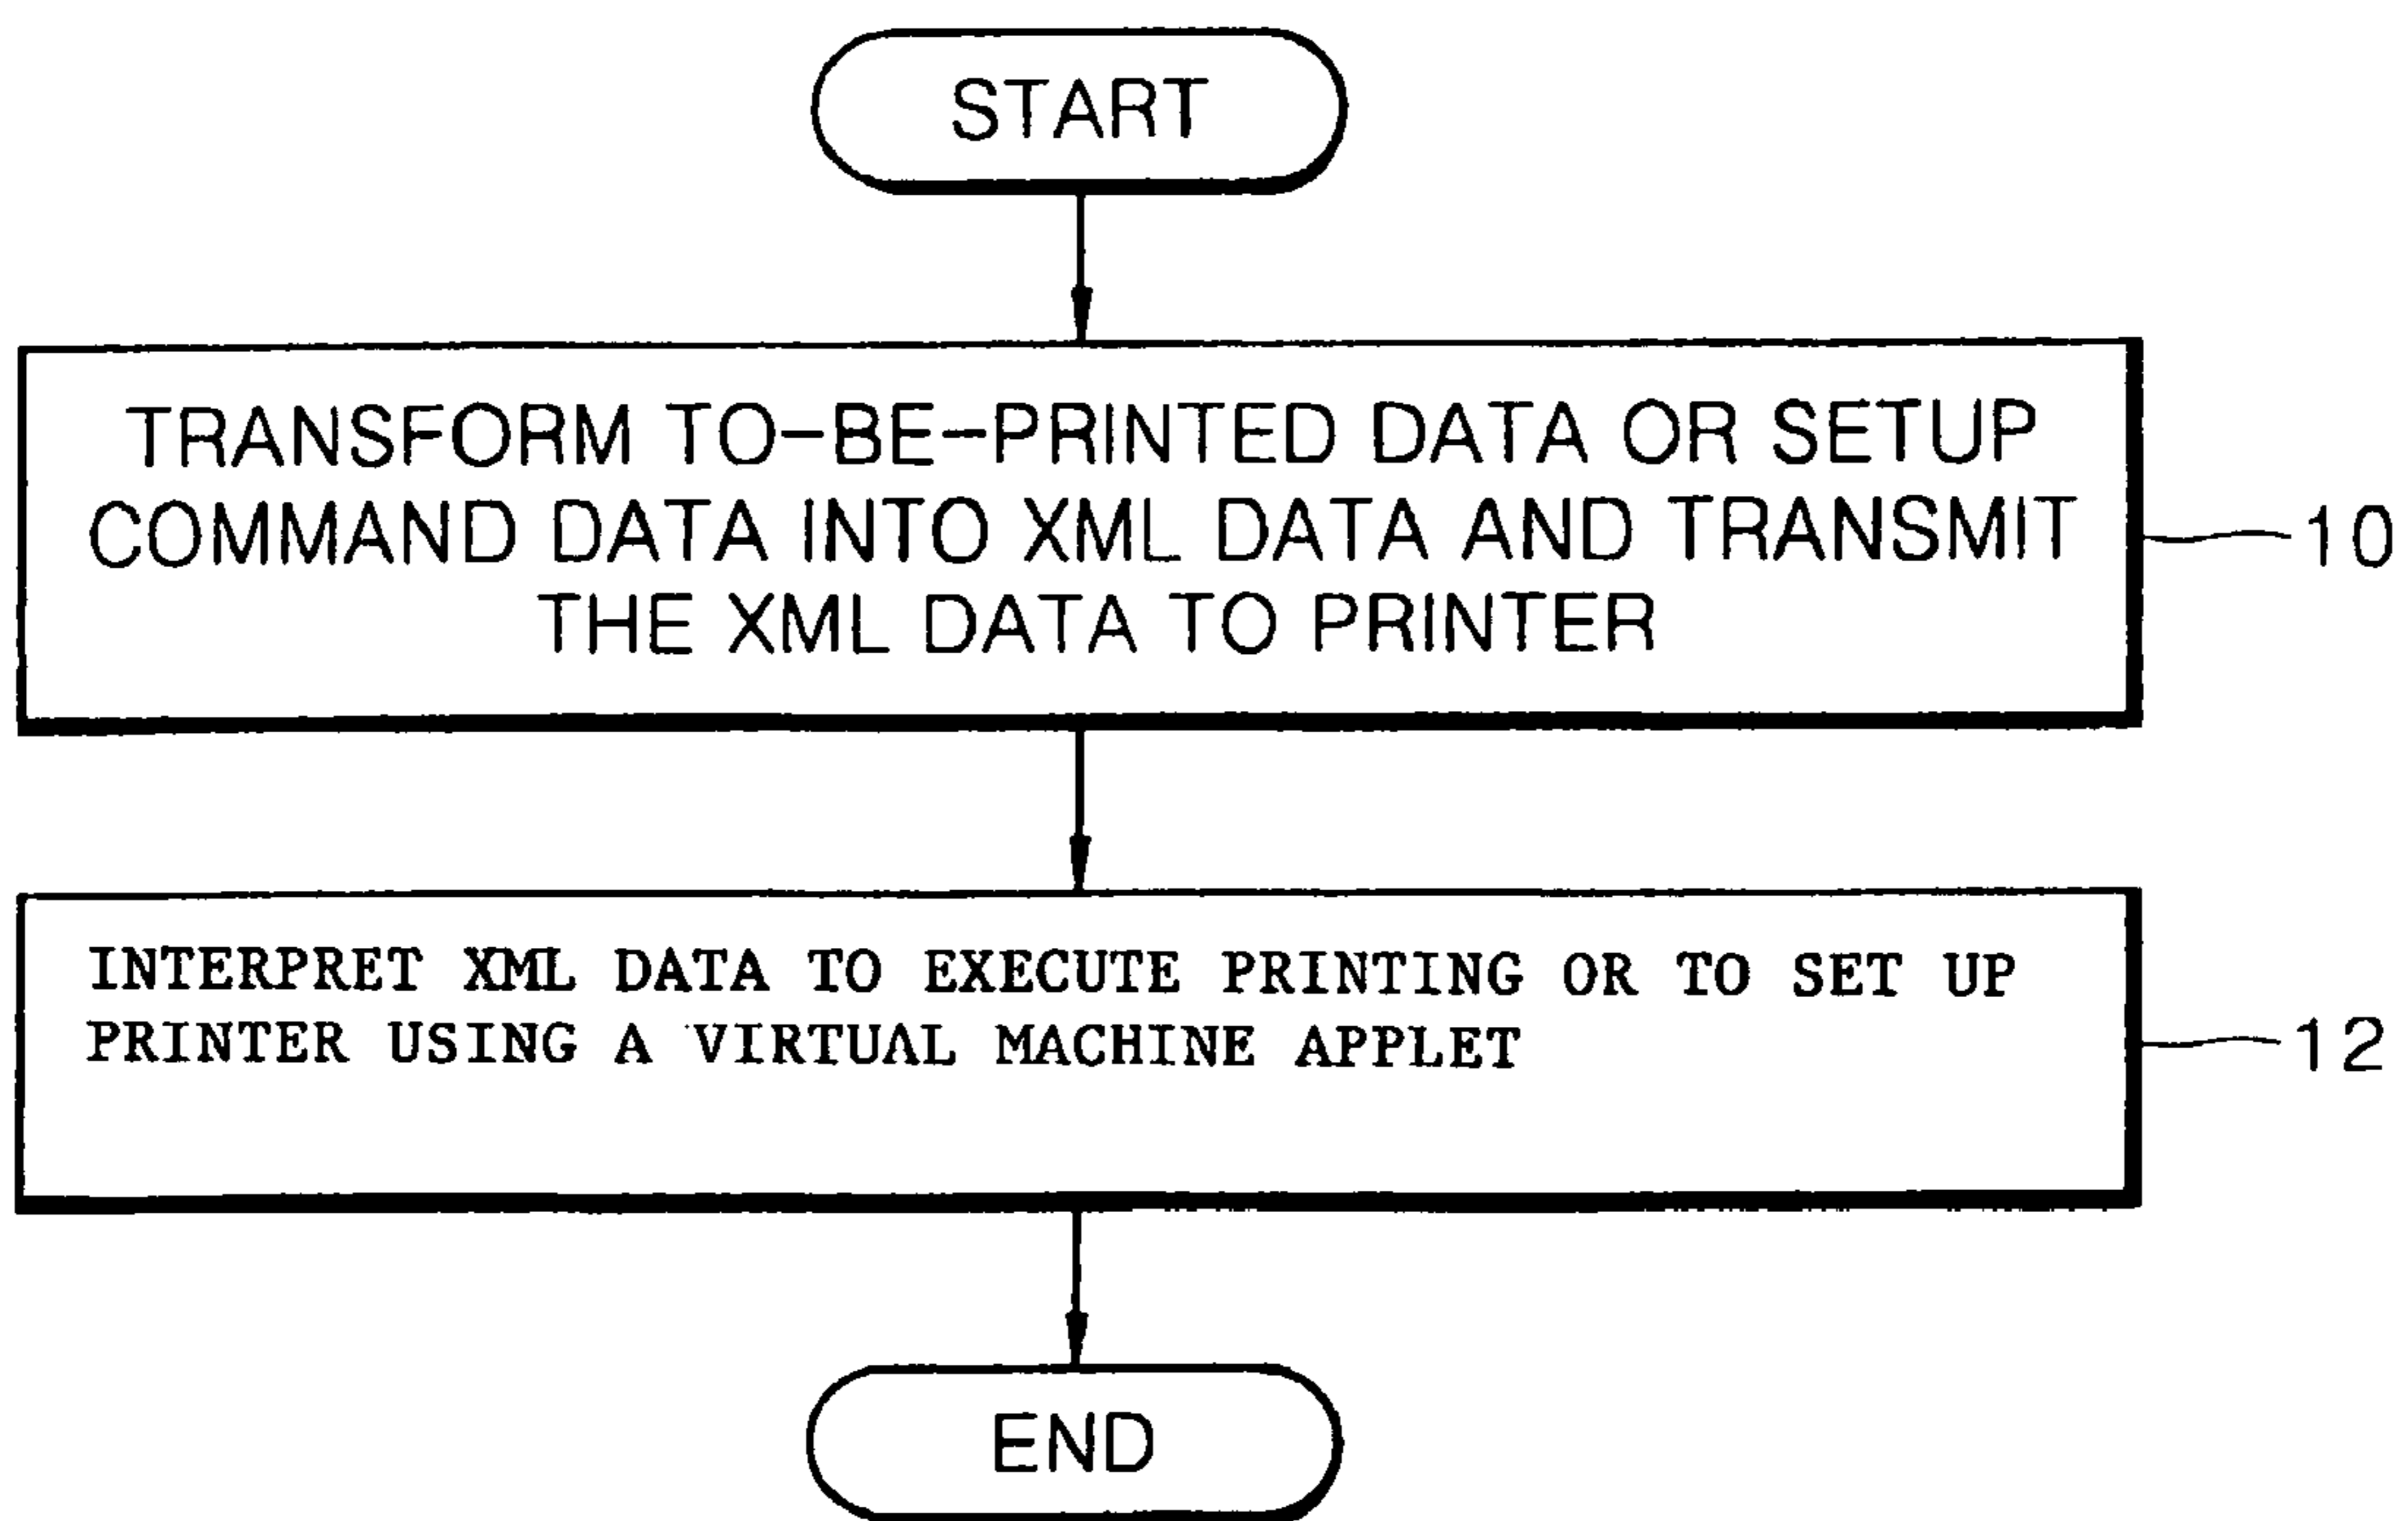 START
TRANSFORM TO-BE-PRINTED DATA OR SETUP
COMMAND DATA INTO XML DATA AND TRANSMIT
THE XML DATA TO PRINTER
10
INTERPRET XML DATA TO EXECUTE PRINTING OR TO SET UP
PRINTER USING A VIRTUAL MACHINE APPLET
12
END